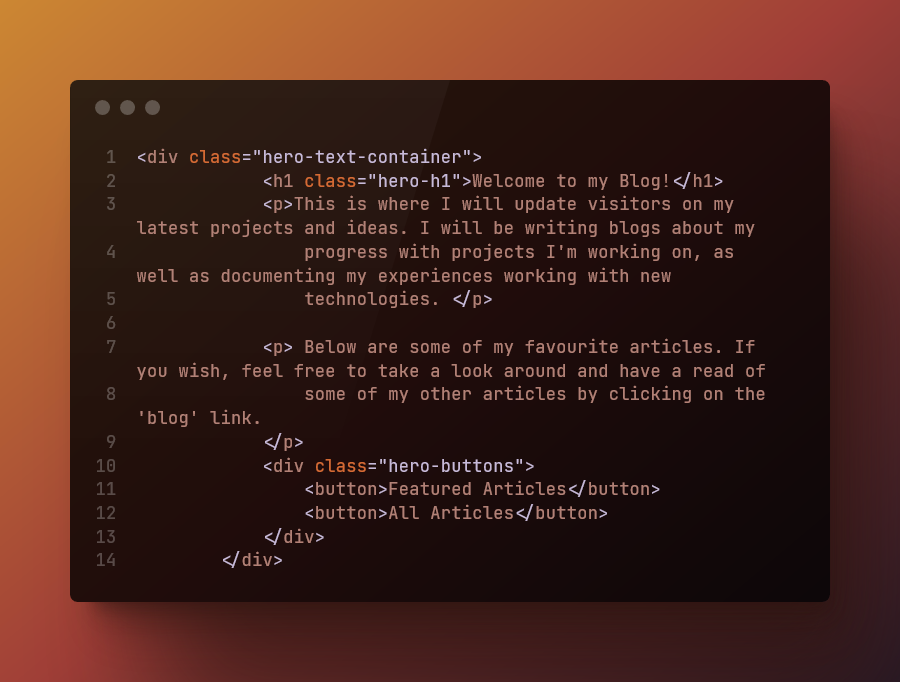 1 <div class="hero-text-container">
2 <h1 class="hero-h1">Welcome to my Blog!</h1>
3 <p>This is where I will update visitors on my
latest projects and ideas. I will be writing blogs about my
4 progress with projects I'm working on, as
well as documenting my experiences working with new
5 technologies. </p>
6
7 <p> Below are some of my favourite articles. If
you wish, feel free to take a look around and have a read of
8 some of my other articles by clicking on the
'blog' link.
9 </p>
10 <div class="hero-buttons">
11 <button>Featured Articles</button>
12 <button>All Articles</button>
13 </div>
14 </div>